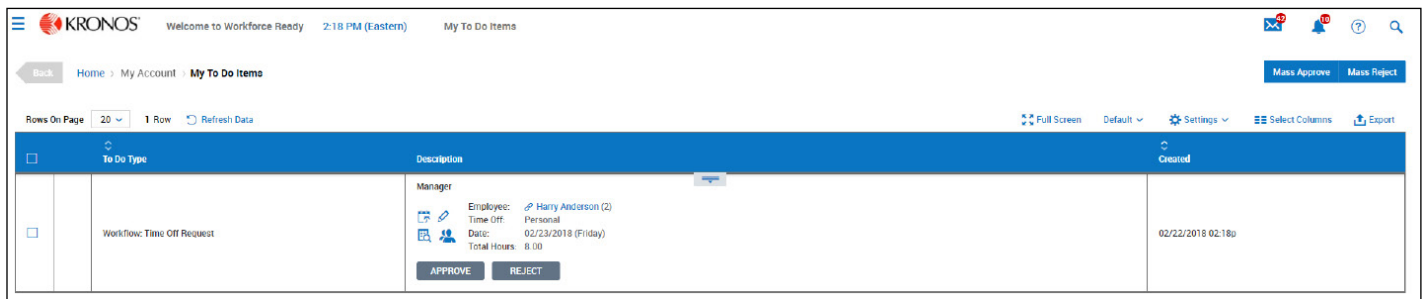 KRONOS Welcome to Workforce Ready 2:18 PM (Eastern) My To Do Items 42 10 ?
Back Home > My Account > My To Do Items Mass Approve Mass Reject
Rows On Page 20 1 Row Refresh Data Full Screen Default Settings Select Columns Export
To Do Type Description Created
Manager
Employee: Harry Anderson (2)
Time Off: Personal
Workflow: Time Off Request Date: 02/23/2018 (Friday) 02/22/2018 02:18p
Total Hours: 8.00
APPROVE REJECT